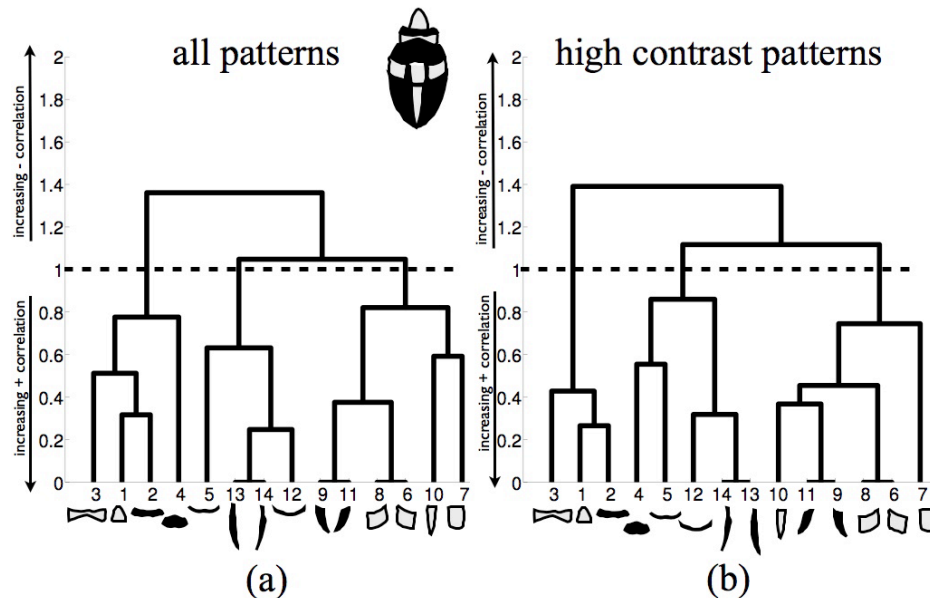 all patterns
2
1.8
1.6
1.4
1.2
1
0.8
0.6
0.4
0.2
0
increasing - correlation
increasing + correlation
3 1 2 4 5 13 14 12 9 11 8 6 10 7
(a)
high contrast patterns
2
1.8
1.6
1.4
1.2
1
0.8
0.6
0.4
0.2
0
increasing - correlation
increasing + correlation
3 1 2 4 5 12 14 13 10 11 9 8 6 7
(b)